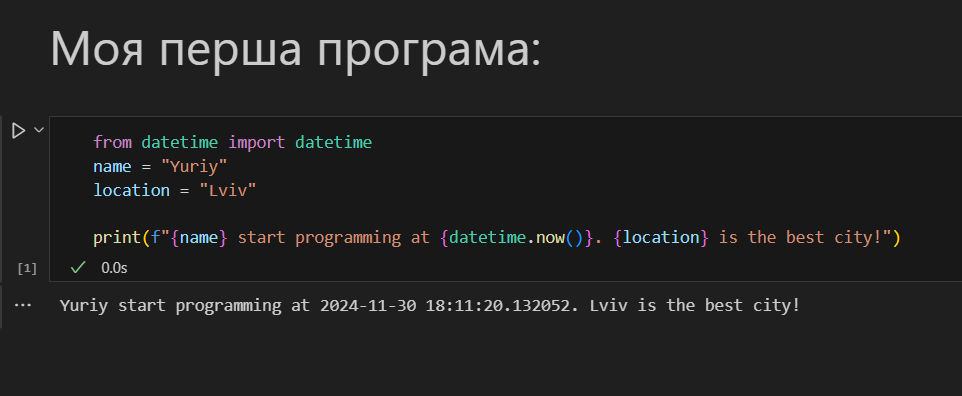 Моя перша програма:
from datetime import datetime
name = "Yuriy"
location = "Lviv"
print(f"{name} start programming at {datetime.now()}. {location} is the best city!")
[1]
0.0s
Yuriy start programming at 2024-11-30 18:11:20.132052. Lviv is the best city!